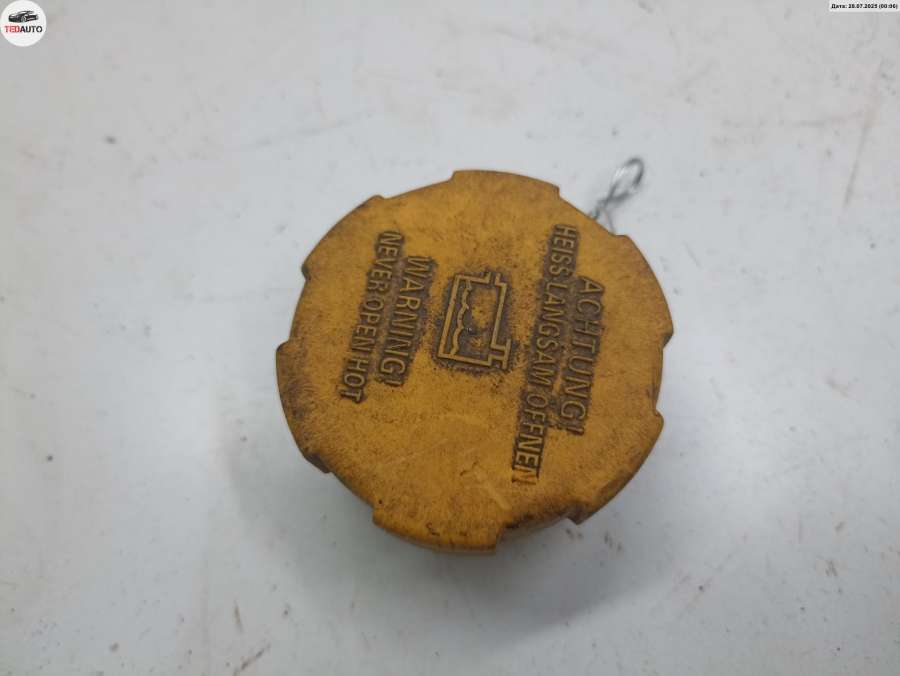 TEDAUTO
Дата: 28.07.2025 (00:06)
ACHTUNG!
HEISS LANGSAM ÖFFNEN
WARNING!
NEVER OPEN HOT